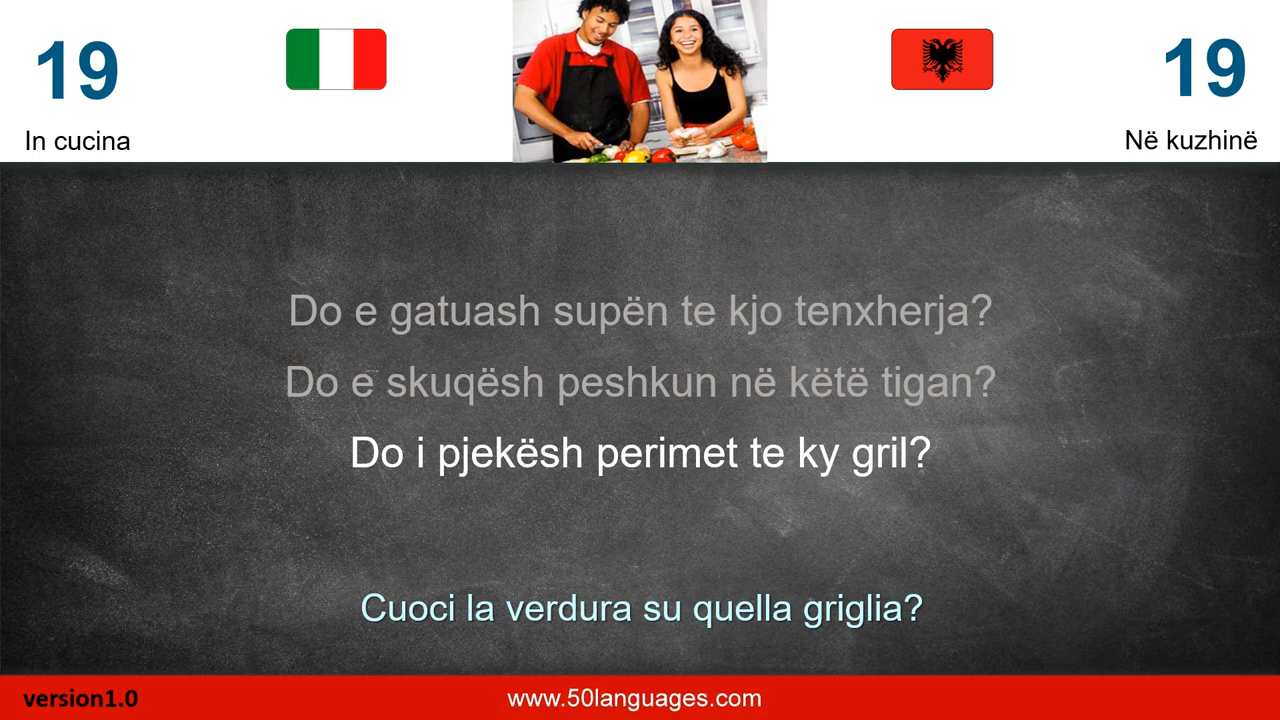 19
19
In cucina
Në kuzhinë
Do e gatuash supën te kjo tenxherja?
Do e skuqësh peshkun në këtë tigan?
Do i pjekësh perimet te ky gril?
Cuoci la verdura su quella griglia?
version1.0
www.50languages.com